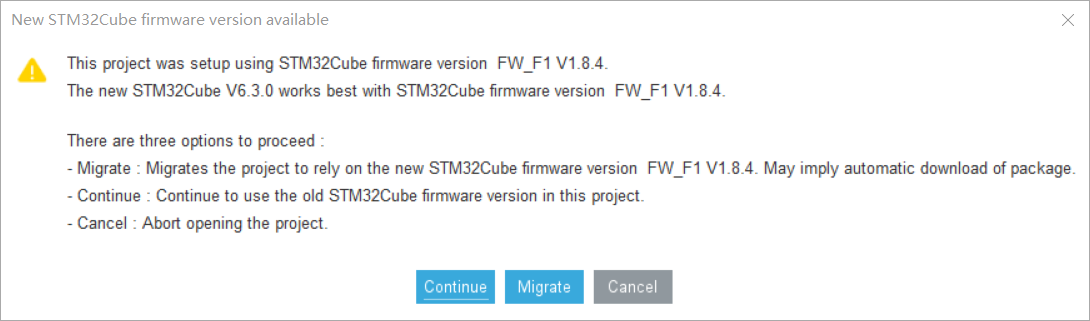 New STM32Cube firmware version available
This project was setup using STM32Cube firmware version FW_F1 V1.8.4.
The new STM32Cube V6.3.0 works best with STM32Cube firmware version FW_F1 V1.8.4.
There are three options to proceed :
- Migrate : Migrates the project to rely on the new STM32Cube firmware version FW_F1 V1.8.4. May imply automatic download of package.
- Continue : Continue to use the old STM32Cube firmware version in this project.
- Cancel : Abort opening the project.
Continue Migrate Cancel